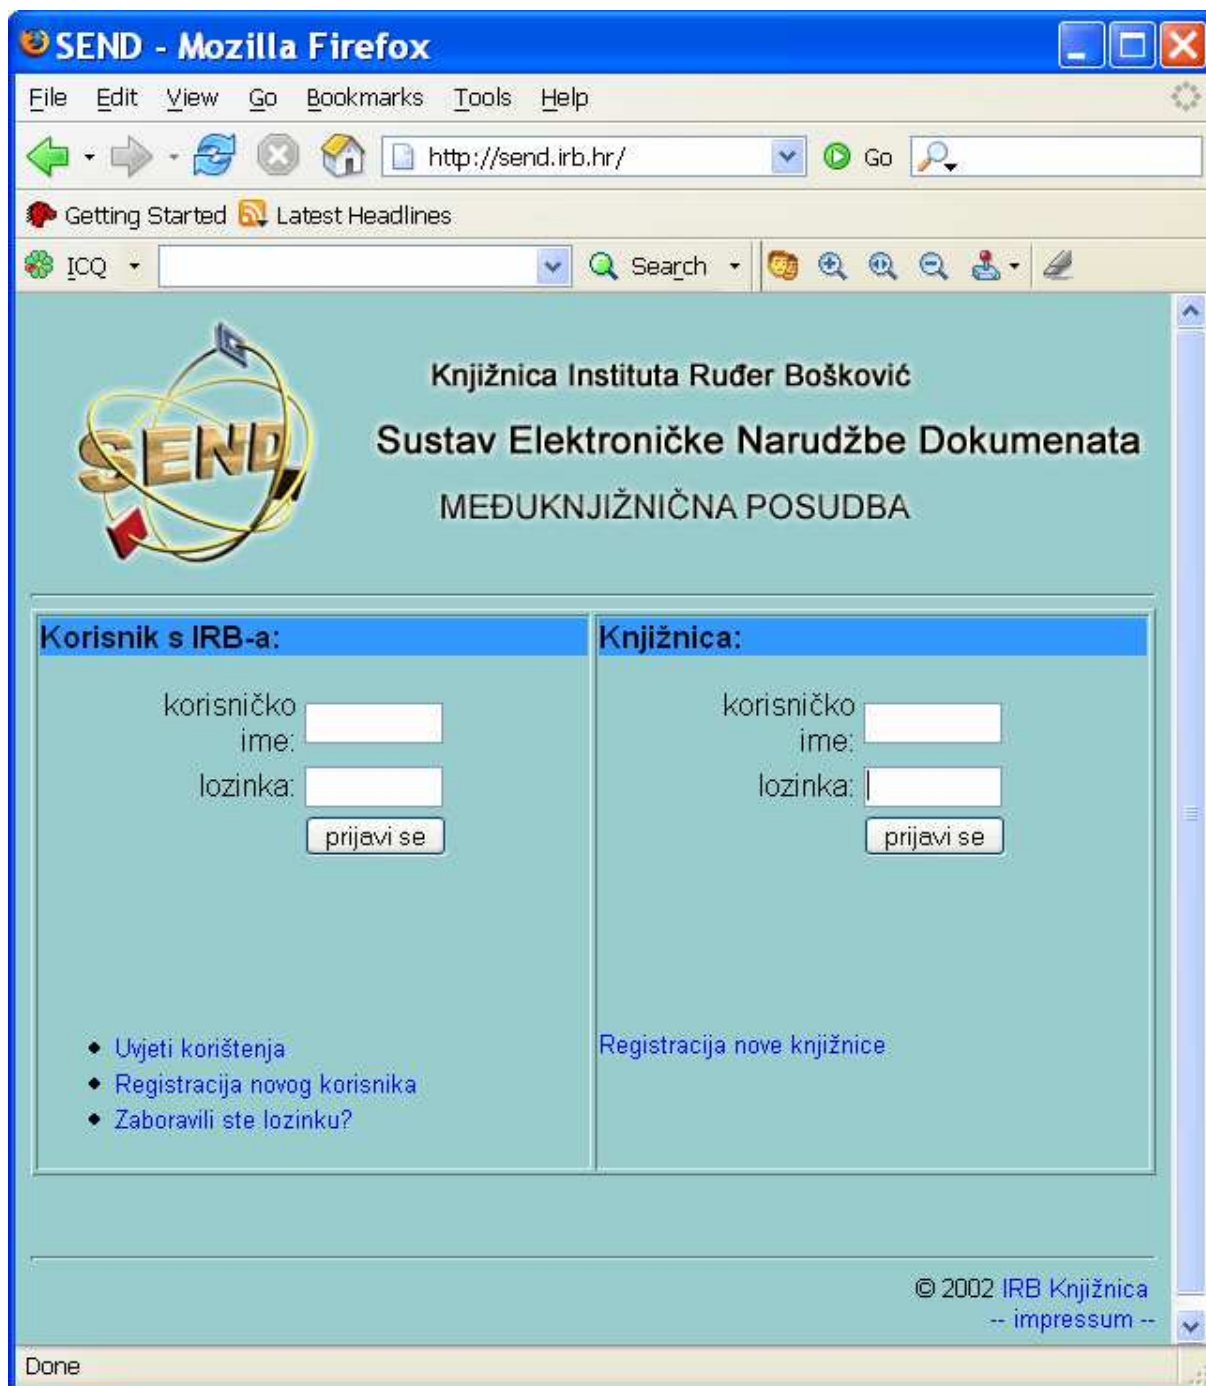 SEND - Mozilla Firefox
File Edit View Go Bookmarks Tools Help
http://send.irb.hr/ Go
Getting Started Latest Headlines
ICQ Search
SEND
Knjižnica Instituta Ruđer Bošković
Sustav Elektroničke Narudžbe Dokumenata
MEĐUKNJIŽNIČNA POSUDBA
Korisnik s IRB-a:
korisničko
ime:
lozinka:
prijavi se
Uvjeti korištenja
Registracija novog korisnika
Zaboravili ste lozinku?
Knjižnica:
korisničko
ime:
lozinka:
prijavi se
Registracija nove knjižnice
© 2002 IRB Knjižnica
-- impressum --
Done